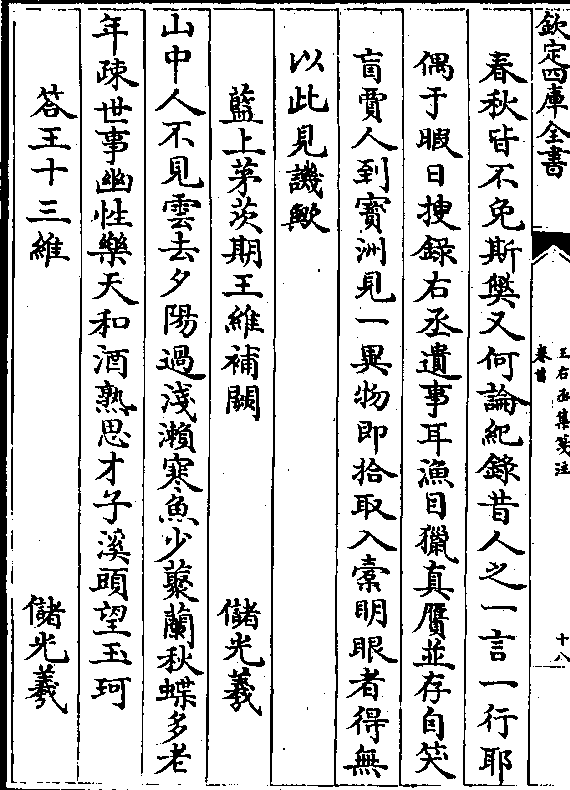 欽定四庫全書
王右丞集箋注
卷首
十八
春秋皆不免斯獘又何論紀錄昔人之一言一行耶
偶于暇日搜錄右丞遺事耳漁目獵真贋並存自笑
盲賈人到寳洲見一異物即拾取入橐明眼者得無
以此見譏歟
藍上茅茨期王維補闕 儲光羲
山中人不見雲去夕陽過淺瀨寒魚少藂蘭秋蝶多老
年疎世事幽性樂天和酒熟思才子溪頭望玉珂
答王十三維 儲光羲